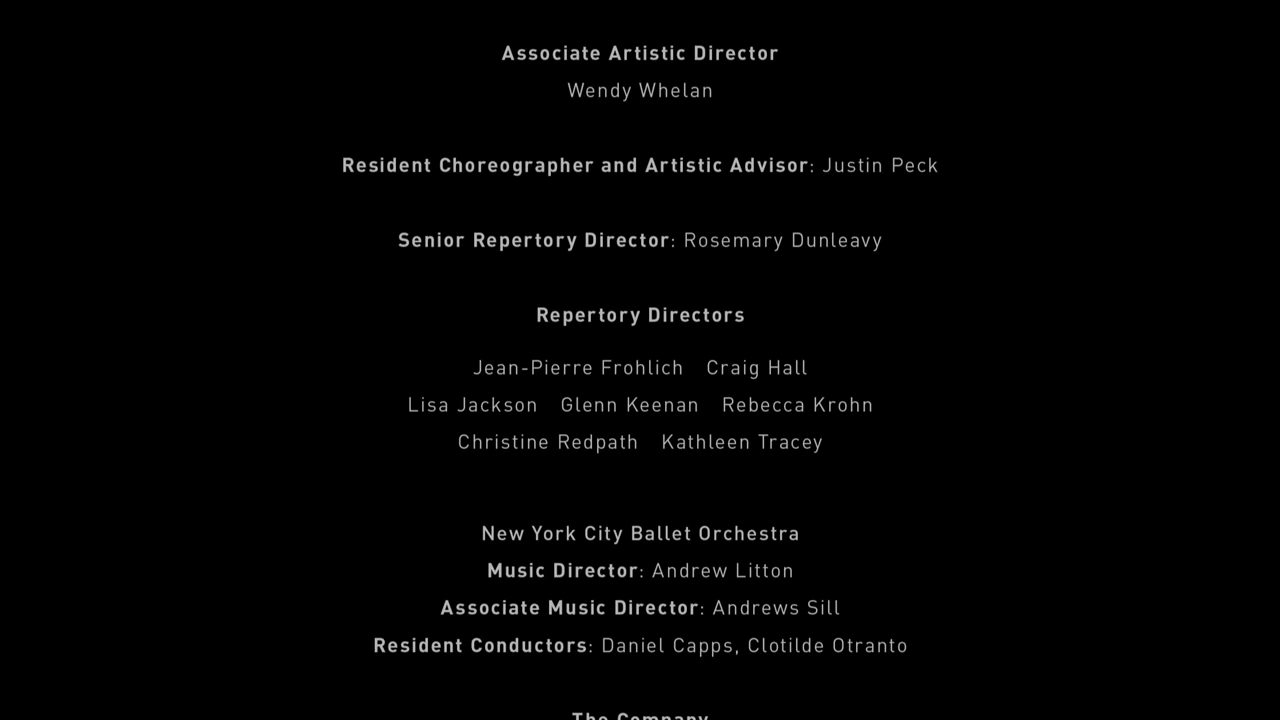 Associate Artistic Director
Wendy Whelan
Resident Choreographer and Artistic Advisor: Justin Peck
Senior Repertory Director: Rosemary Dunleavy
Repertory Directors
Jean-Pierre Frohlich Craig Hall
Lisa Jackson Glenn Keenan Rebecca Krohn
Christine Redpath Kathleen Tracey
New York City Ballet Orchestra
Music Director: Andrew Litton
Associate Music Director: Andrews Sill
Resident Conductors: Daniel Capps, Clotilde Otranto
The Company